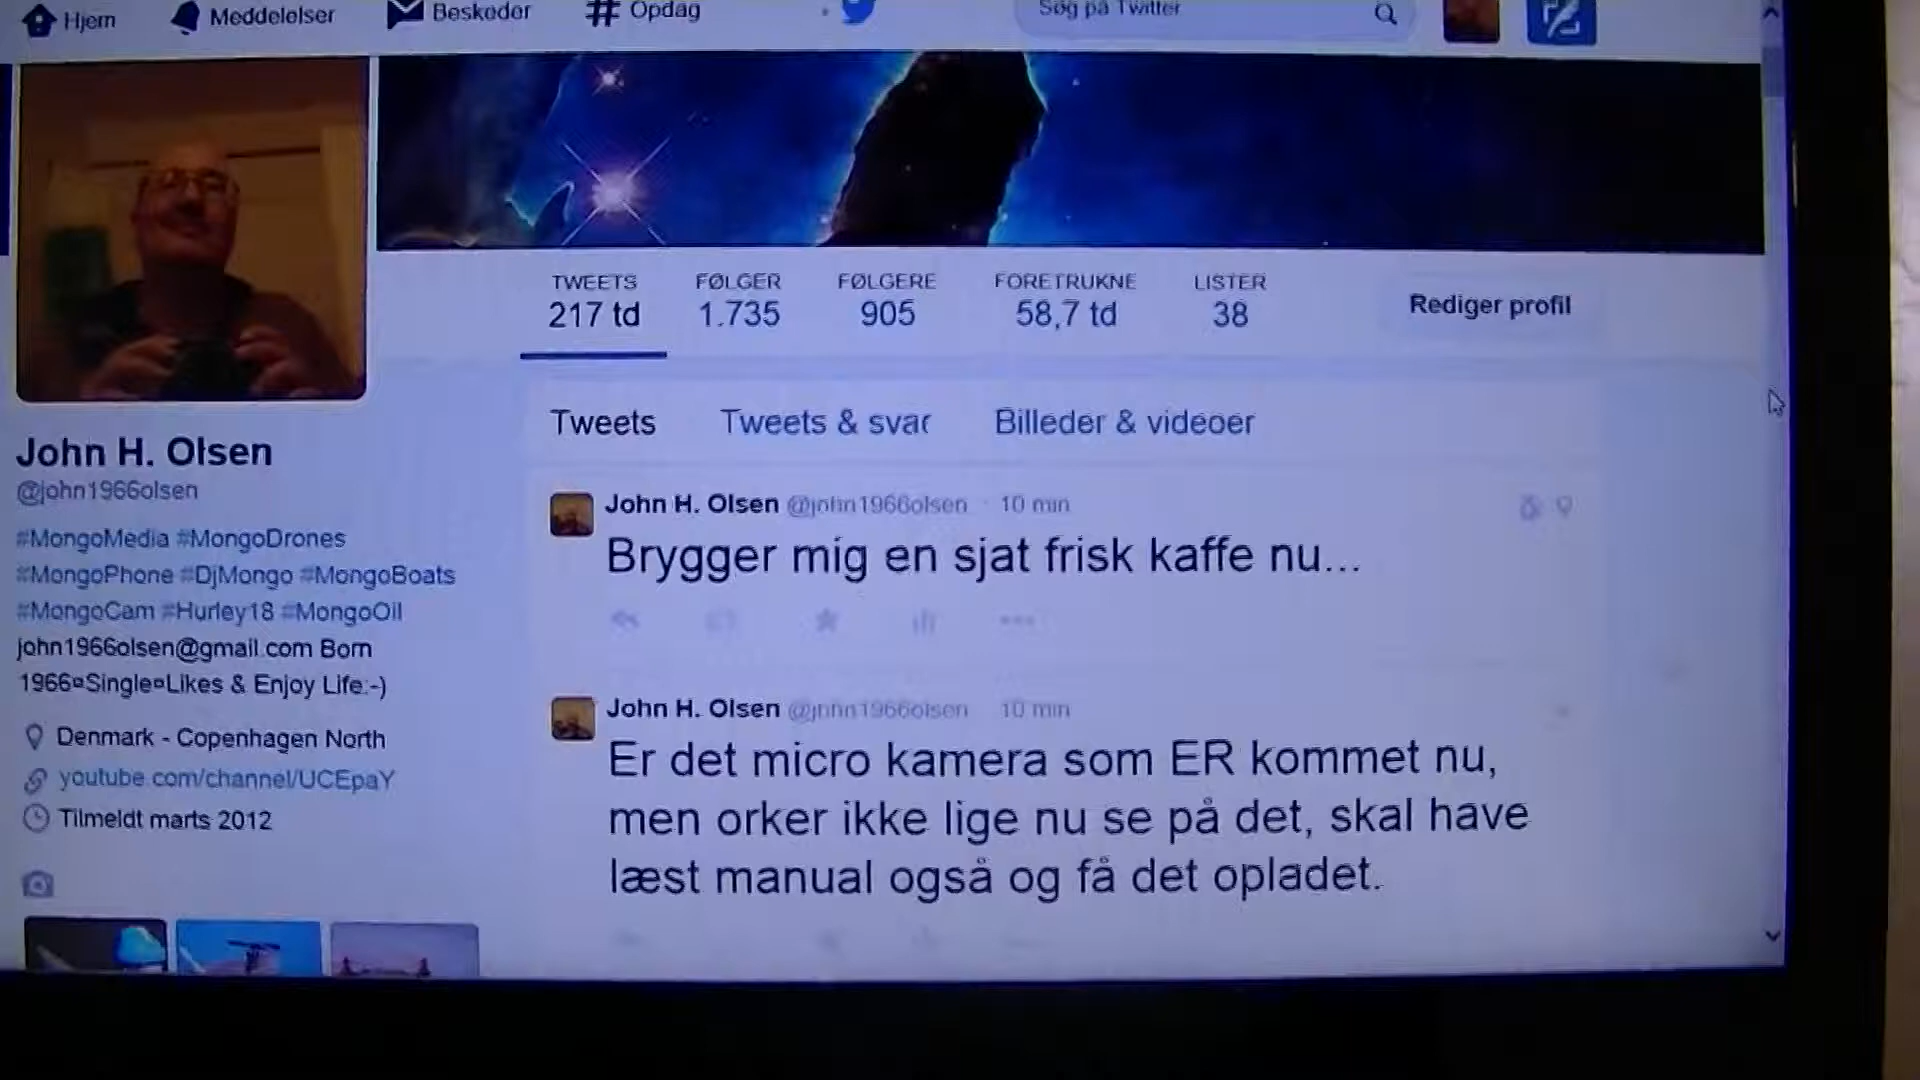 Hjem Meddelelser Beskeder # Opdag
Søg på Twitter
TWEETS FØLGER FØLGERE FORETRUKNE LISTER
217 td 1.735 905 58,7 td 38
Rediger profil
Tweets Tweets & svar Billeder & videoer
John H. Olsen
@john1966olsen
#MongoMedia #MongoDrones
#MongoPhone #DjMongo #MongoBoats
#MongoCam #Hurley18 #MongoOil
john1966olsen@gmail.com Born
1966¤Single¤Likes & Enjoy Life:-)
Denmark - Copenhagen North
youtube.com/channel/UCEpaY
Tilmeldt marts 2012
John H. Olsen @john1966olsen · 10 min
Brygger mig en sjat frisk kaffe nu...
John H. Olsen @john1966olsen 10 min
Er det micro kamera som ER kommet nu,
men orker ikke lige nu se på det, skal have
læst manual også og få det opladet.